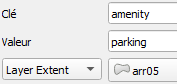 Clé amenity
Valeur parking
Layer Extent arr05